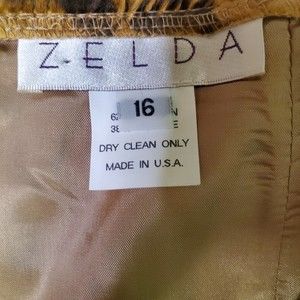 ZELDA
16
DRY CLEAN ONLY
MADE IN U.S.A.